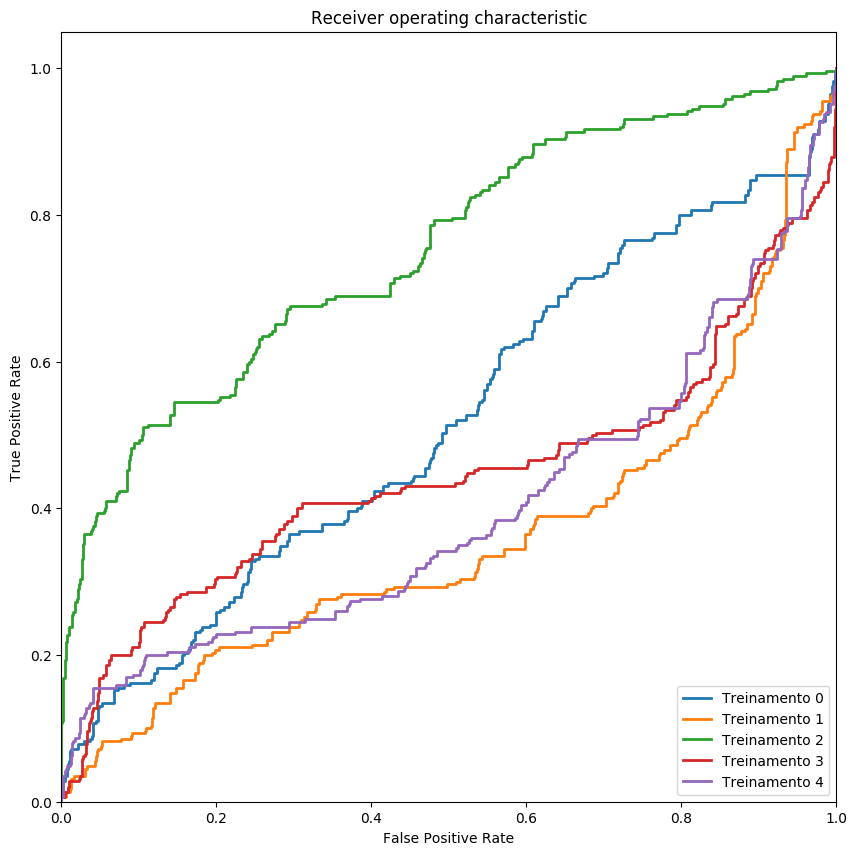 Receiver operating characteristic
True Positive Rate
1.0
0.8
0.6
0.4
0.2
0.0
0.0 0.2 0.4 0.6 0.8 1.0
False Positive Rate
Treinamento 0
Treinamento 1
Treinamento 2
Treinamento 3
Treinamento 4